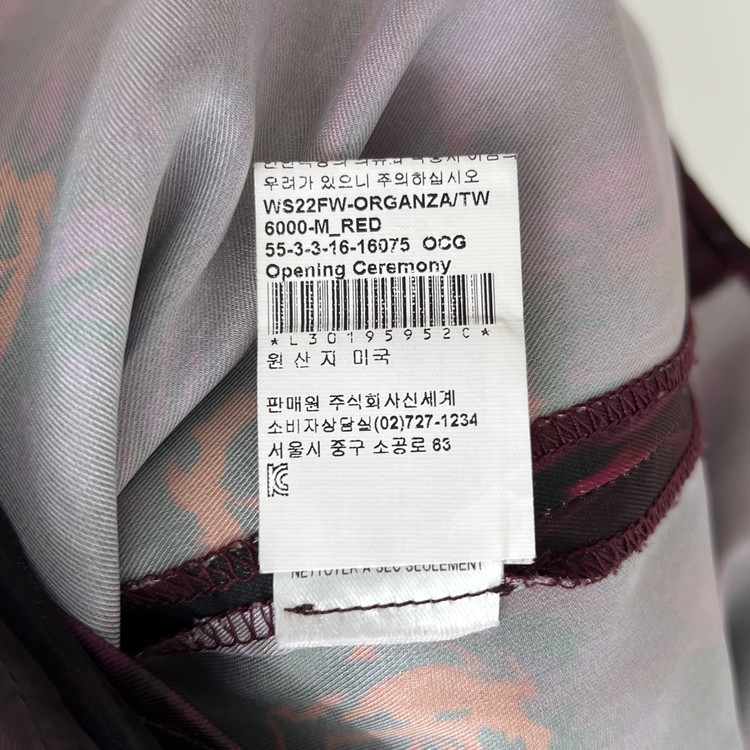 우려가 있으니 주의하십시오
WS22FW-ORGANZA/TW
6000-M_RED
55-3-3-16-16075 OCG
Opening Ceremony
*L301959520*
원산지 미국
판매원 주식회사신세계
소비자상담실(02)727-1234
서울시 중구 소공로 63
NETTOYER A SEC SEULEMENT